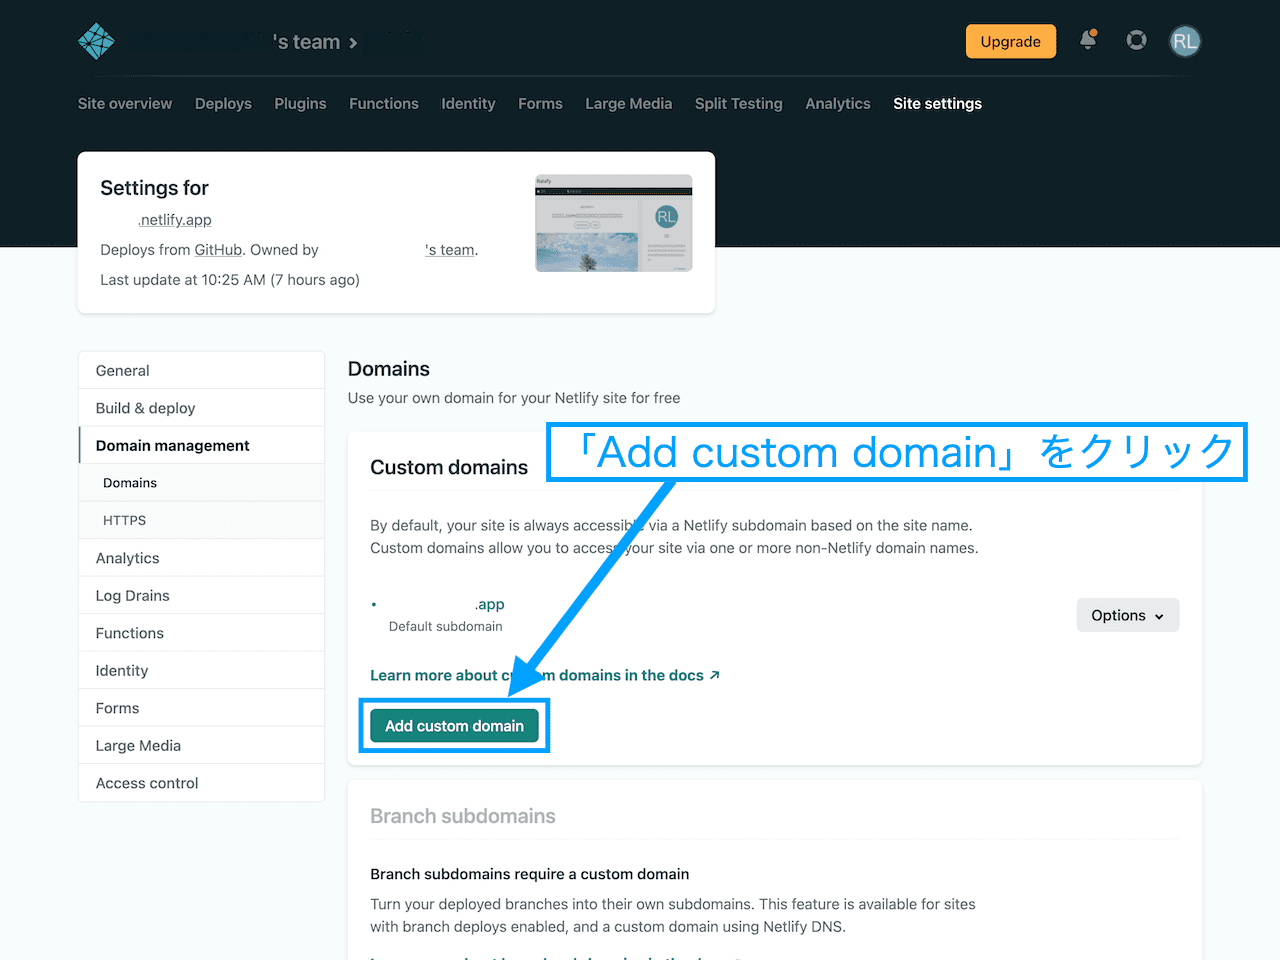 's team
Upgrade
RL
Site overview Deploys Plugins Functions Identity Forms Large Media Split Testing Analytics Site settings
Settings for
.netlify.app
Deploys from GitHub. Owned by 's team.
Last update at 10:25 AM (7 hours ago)
RL
General
Build & deploy
Domain management
Domains
HTTPS
Analytics
Log Drains
Functions
Identity
Forms
Large Media
Access control
Domains
Use your own domain for your Netlify site for free
「Add custom domain」をクリック
Custom domains
By default, your site is always accessible via a Netlify subdomain based on the site name.
Custom domains allow you to access your site via one or more non-Netlify domain names.
.app
Default subdomain
Options
Learn more about custom domains in the docs
Add custom domain
Branch subdomains
Branch subdomains require a custom domain
Turn your deployed branches into their own subdomains. This feature is available for sites
with branch deploys enabled, and a custom domain using Netlify DNS.